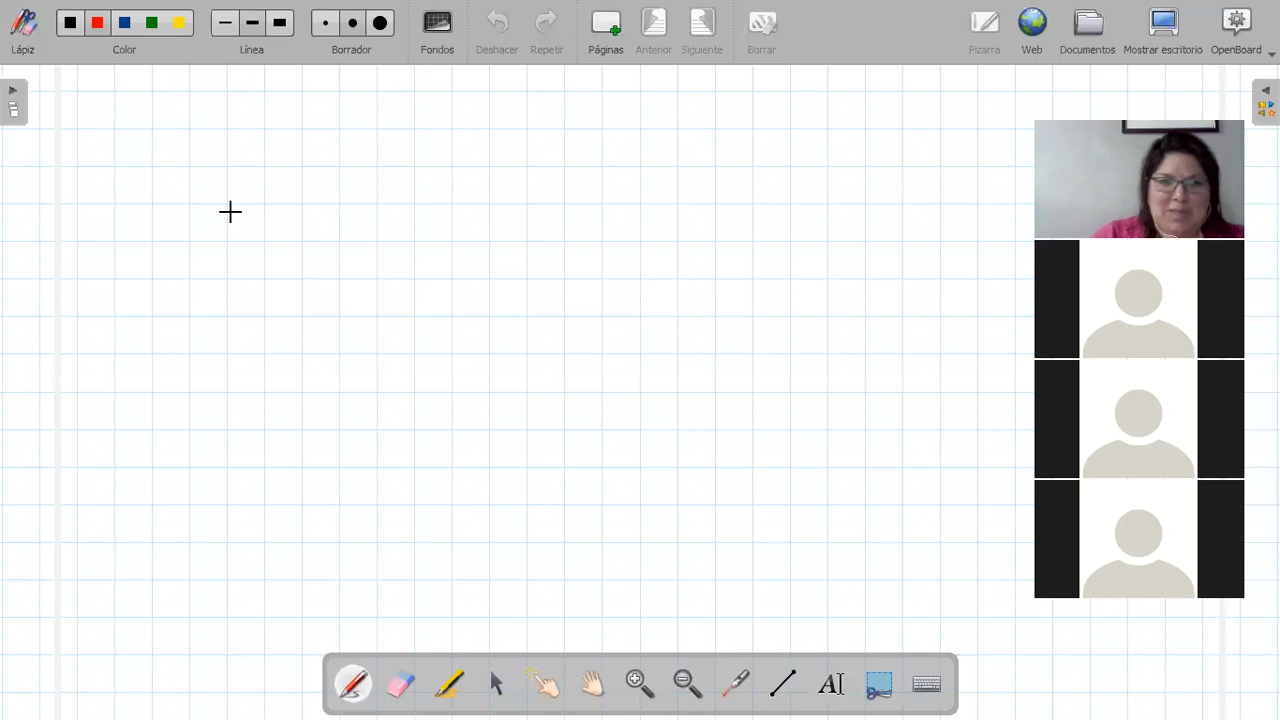 Lápiz Color Línea Borrador Fondos Deshacer Repetir Páginas Anterior Siguiente Borrar Pizarra Web Documentos Mostrar escritorio OpenBoard
A